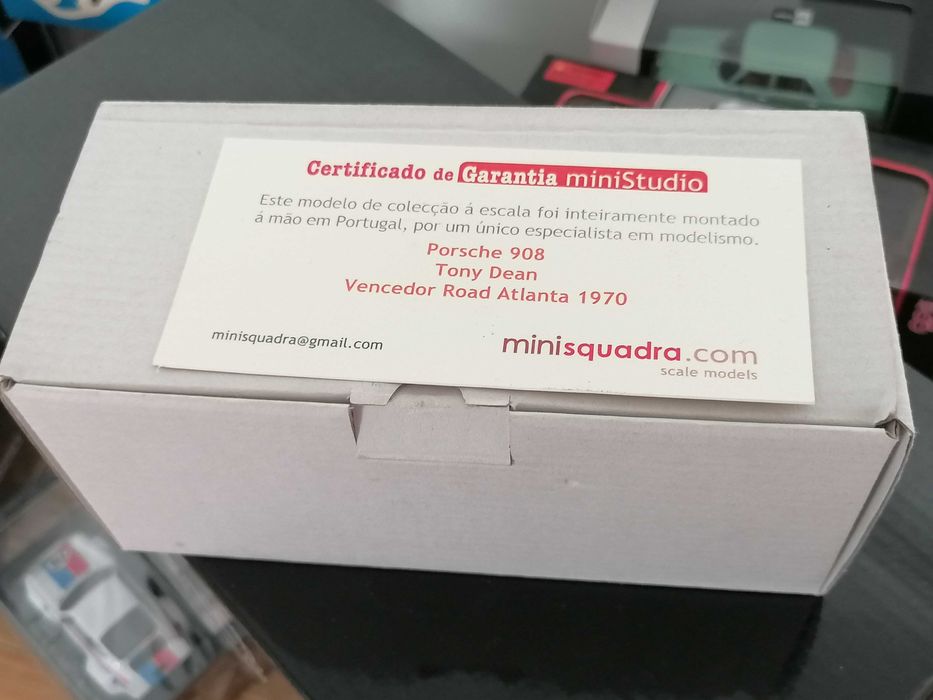 Certificado de Garantia miniStudio
Este modelo de colecção á escala foi inteiramente montado
á mão em Portugal, por um único especialista em modelismo.
Porsche 908
Tony Dean
Vencedor Road Atlanta 1970
minisquadra@gmail.com
minisquadra.com
scale models